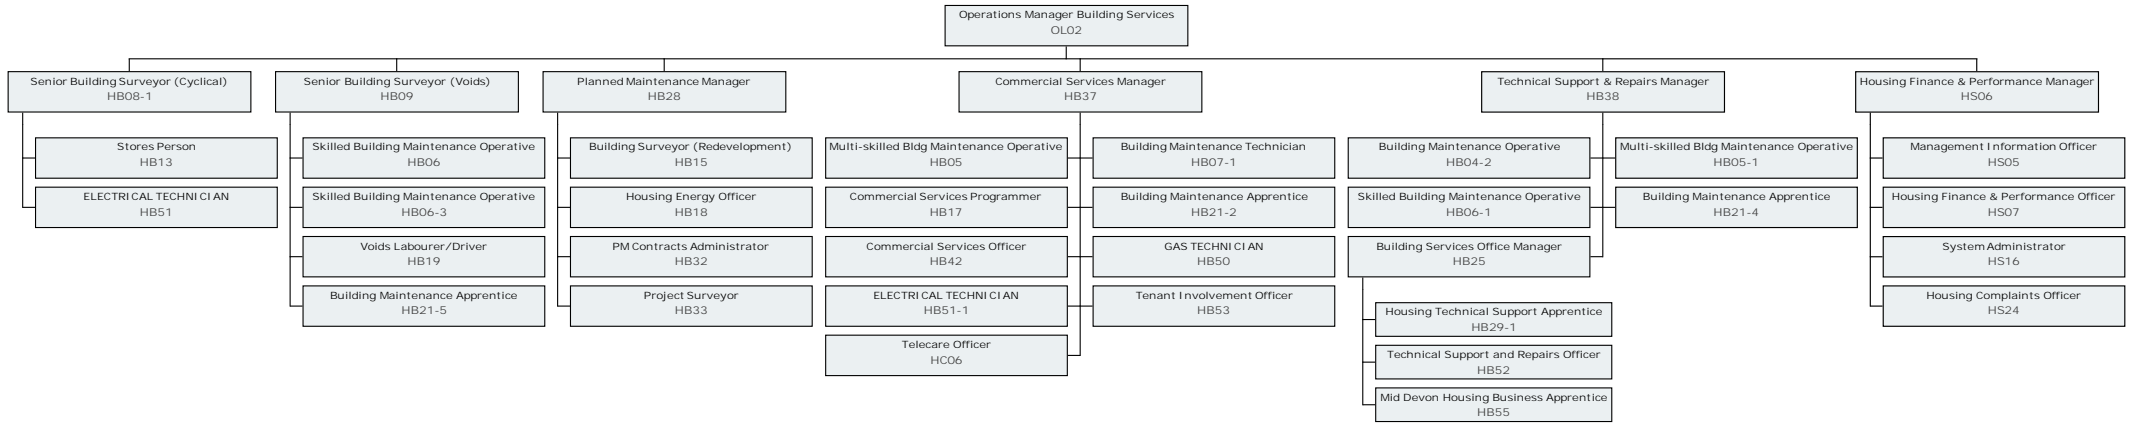 Operations Manager Building Services
OL02
Senior Building Surveyor (Cyclical)
HB08-1
Senior Building Surveyor (Voids)
HB09
Planned Maintenance Manager
HB28
Commercial Services Manager
HB37
Technical Support & Repairs Manager
HB38
Housing Finance & Performance Manager
HS06
Stores Person
HB13
ELECTRICAL TECHNICIAN
HB51
Skilled Building Maintenance Operative
HB06
Skilled Building Maintenance Operative
HB06-3
Voids Labourer/Driver
HB19
Building Maintenance Apprentice
HB21-5
Building Surveyor (Redevelopment)
HB15
Housing Energy Officer
HB18
PM Contracts Administrator
HB32
Project Surveyor
HB33
Multi-skilled Bldg Maintenance Operative
HB05
Building Maintenance Technician
HB07-1
Commercial Services Programmer
HB17
Building Maintenance Apprentice
HB21-2
Commercial Services Officer
HB42
GAS TECHNICIAN
HB50
ELECTRICAL TECHNICIAN
HB51-1
Tenant Involvement Officer
HB53
Telecare Officer
HC06
Building Maintenance Operative
HB04-2
Multi-skilled Bldg Maintenance Operative
HB05-1
Skilled Building Maintenance Operative
HB06-1
Building Maintenance Apprentice
HB21-4
Building Services Office Manager
HB25
Housing Technical Support Apprentice
HB29-1
Technical Support and Repairs Officer
HB52
Mid Devon Housing Business Apprentice
HB55
Management Information Officer
HS05
Housing Finance & Performance Officer
HS07
System Administrator
HS16
Housing Complaints Officer
HS24